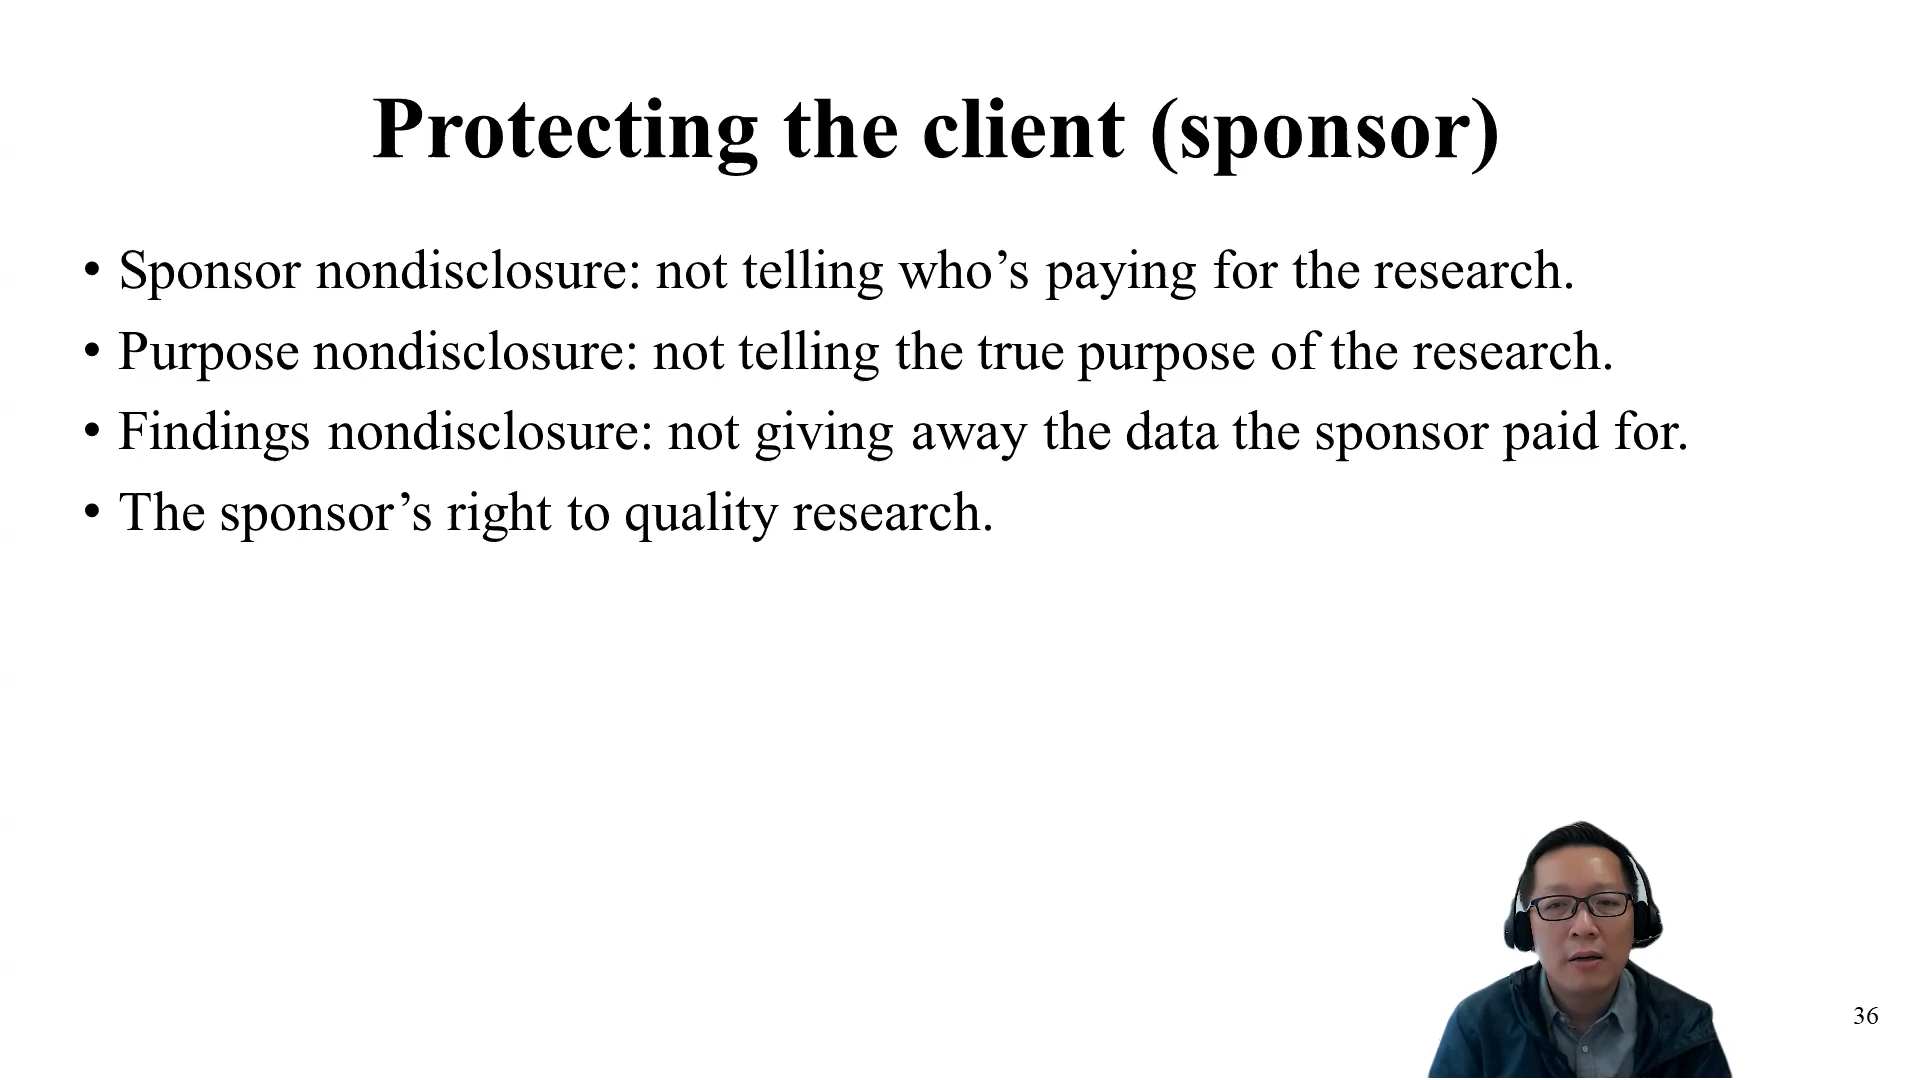 Protecting the client (sponsor)
• Sponsor nondisclosure: not telling who’s paying for the research.
• Purpose nondisclosure: not telling the true purpose of the research.
• Findings nondisclosure: not giving away the data the sponsor paid for.
• The sponsor’s right to quality research.
36